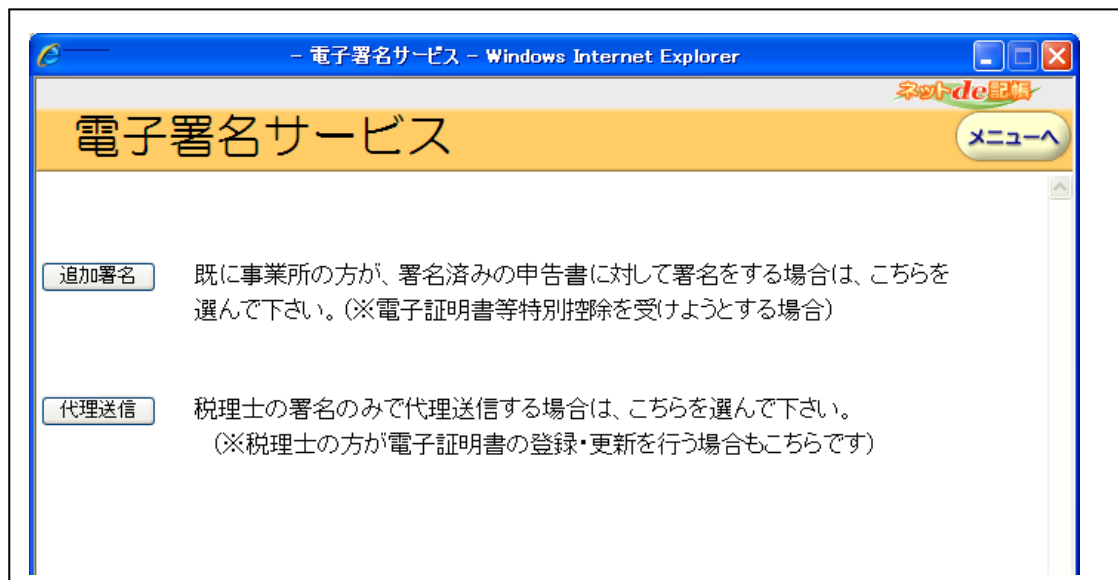 - 電子署名サービス - Windows Internet Explorer
ネットde記帳
電子署名サービス
メニューへ
追加署名
既に事業所の方が、署名済みの申告書に対して署名をする場合は、こちらを
選んで下さい。(※電子証明書等特別控除を受けようとする場合)
代理送信
税理士の署名のみで代理送信する場合は、こちらを選んで下さい。
(※税理士の方が電子証明書の登録・更新を行う場合もこちらです)